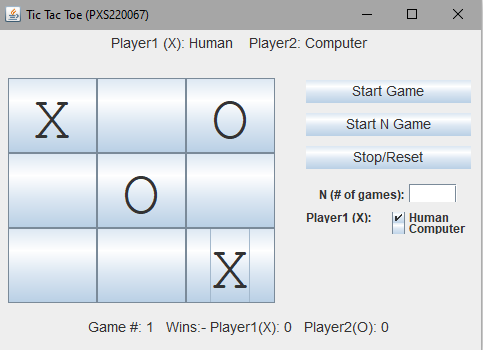 Tic Tac Toe (PXS220067)
Player1 (X): Human Player2: Computer
X O
O
X
Start Game
Start N Game
Stop/Reset
N (# of games):
Player1 (X): Human
Computer
Game #: 1 Wins:- Player1(X): 0 Player2(O): 0